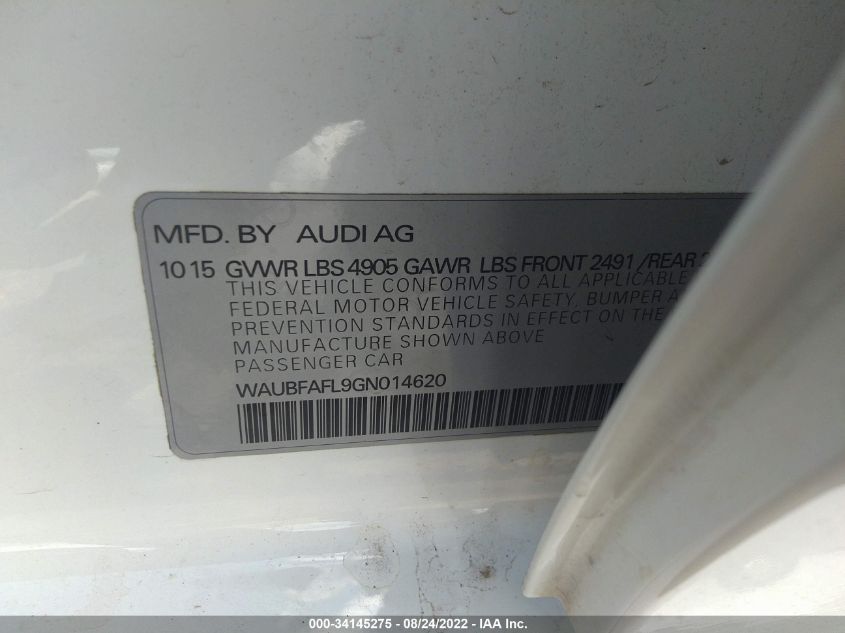 MFD. BY AUDI AG
10 15 GVWR LBS 4905 GAWR LBS FRONT 2491 /REAR
THIS VEHICLE CONFORMS TO ALL APPLICABLE
FEDERAL MOTOR VEHICLE SAFETY, BUMPER
PREVENTION STANDARDS IN EFFECT ON THE
MANUFACTURE SHOWN ABOVE
PASSENGER CAR
WAUBFAFL9GN014620
000-34145275 - 08/24/2022 - IAA Inc.